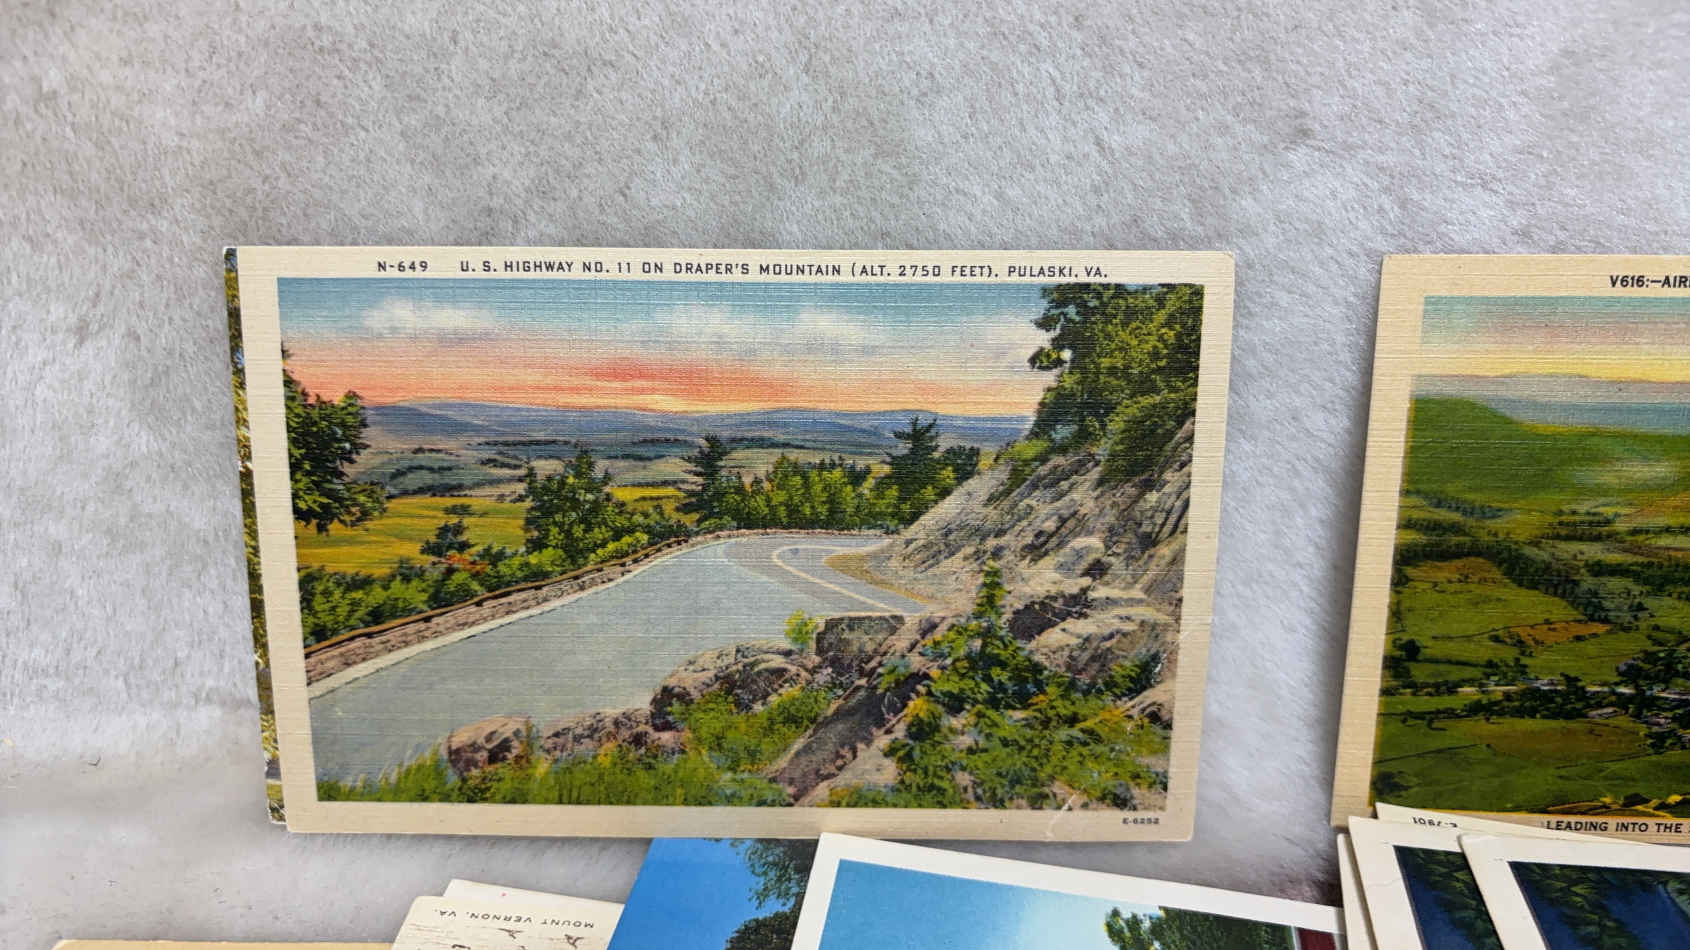 N-649 U. S. HIGHWAY NO. 11 ON DRAPER'S MOUNTAIN (ALT. 2750 FEET), PULASKI, VA.
E-6252
V616:—AIR
LEADING INTO THE
E-7901
MOUNT VERNON, VA.